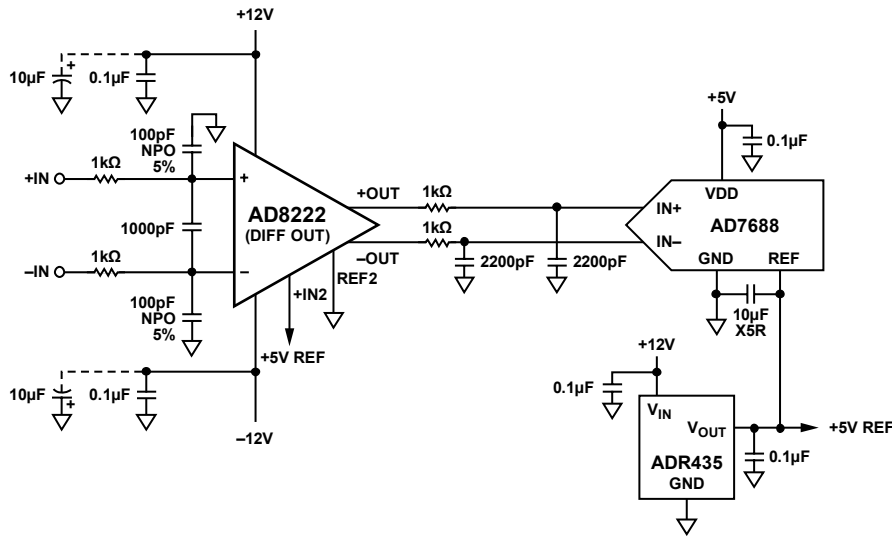 +12V
10µF
+
0.1µF
100pF
NPO
5%
+IN
1kΩ
1000pF
–IN
1kΩ
100pF
NPO
5%
+
–
AD8222
(DIFF OUT)
+OUT
–OUT
REF2
+IN2
+5V REF
10µF
+
0.1µF
–12V
1kΩ
1kΩ
2200pF
2200pF
+5V
0.1µF
VDD
IN+
IN–
AD7688
GND
REF
10µF
X5R
+12V
0.1µF
VIN
VOUT
ADR435
GND
0.1µF
+5V REF